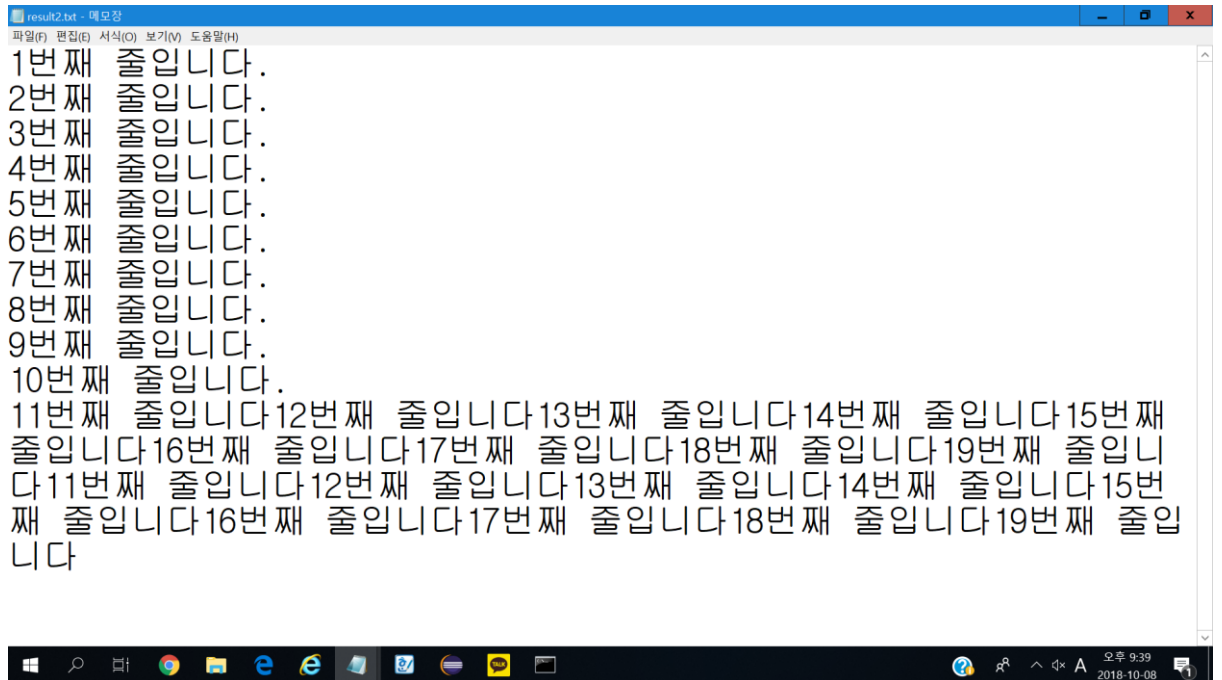 result2.txt - 메모장
파일(F) 편집(E) 서식(O) 보기(V) 도움말(H)
1번째 줄입니다.
2번째 줄입니다.
3번째 줄입니다.
4번째 줄입니다.
5번째 줄입니다.
6번째 줄입니다.
7번째 줄입니다.
8번째 줄입니다.
9번째 줄입니다.
10번째 줄입니다.
11번째 줄입니다12번째 줄입니다13번째 줄입니다14번째 줄입니다15번째
줄입니다16번째 줄입니다17번째 줄입니다18번째 줄입니다19번째 줄입니
다11번째 줄입니다12번째 줄입니다13번째 줄입니다14번째 줄입니다15번
째 줄입니다16번째 줄입니다17번째 줄입니다18번째 줄입니다19번째 줄입
니다
TALK
A
오후 9:39
2018-10-08
1